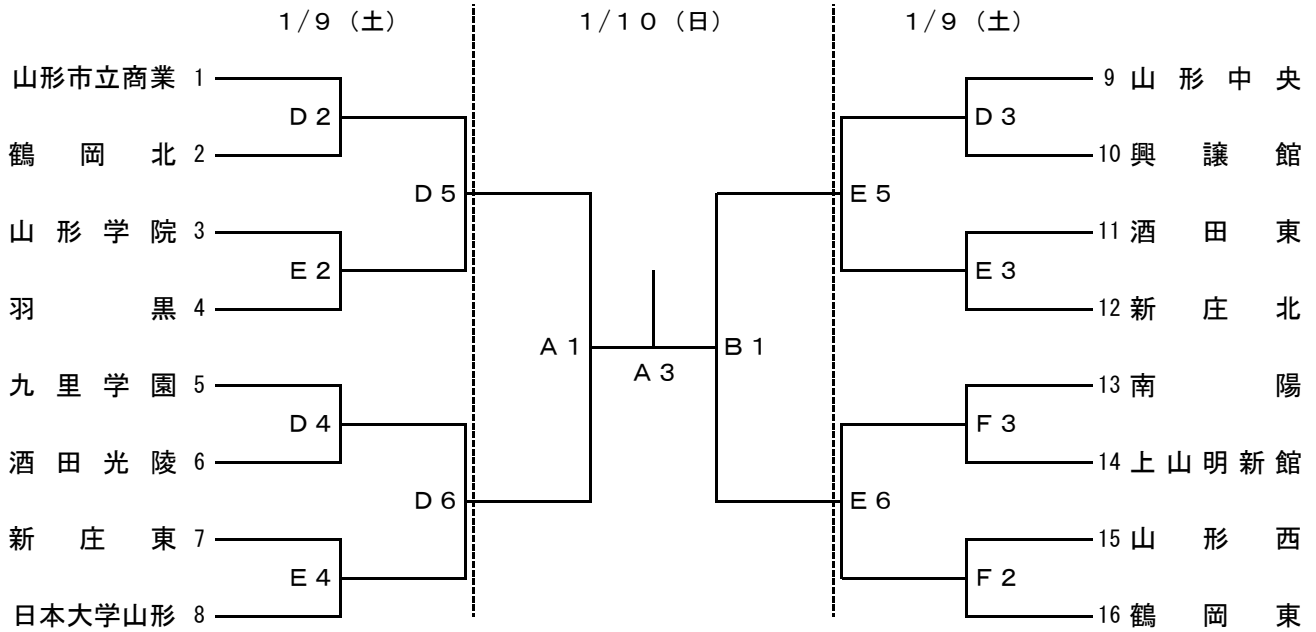 1/9（土） 1/10（日） 1/9（土）
山形市立商業 1 9 山形中央
D2 D3
鶴岡北 2 10 興譲館
D5 E5
山形学院 3 11 酒田東
E2 E3
羽黒 4 12 新庄北
A1 B1
A3
九里学園 5 13 南陽
D4 F3
酒田光陵 6 14 上山明新館
D6 E6
新庄東 7 15 山形西
E4 F2
日本大学山形 8 16 鶴岡東